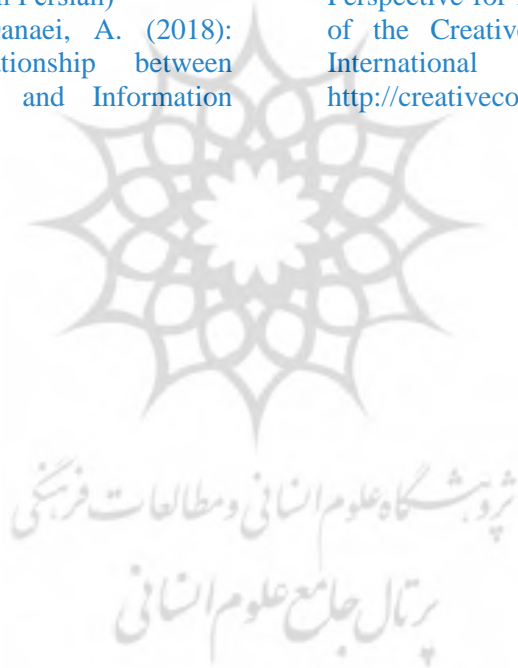 n Persian)
anaei, A. (2018):
ationship between
and Information
Perspective for
of the Creative
International
http://creativeco
پژوهشگاه علوم انسانی و مطالعات فرهنگی
پرتال جامع علوم انسانی